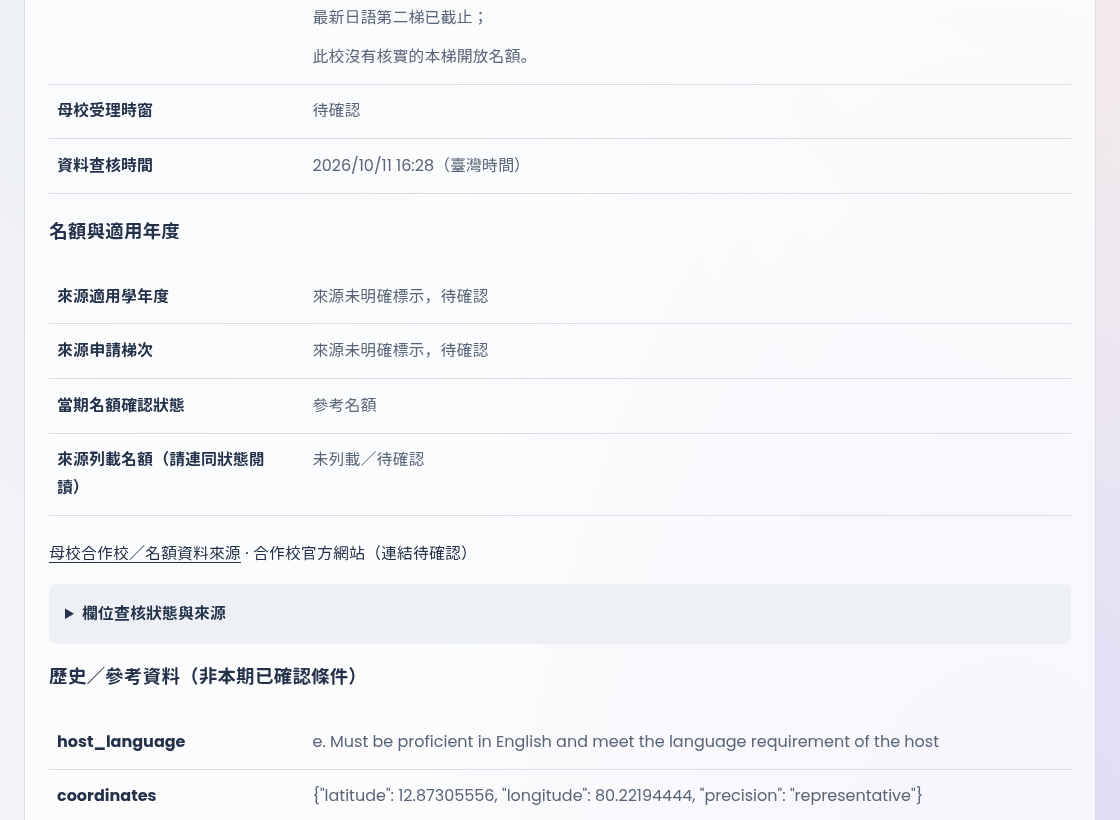 最新日語第二梯已截止；
此校沒有核實的本梯開放名額。
母校受理時窗 待確認
資料查核時間 2026/10/11 16:28（臺灣時間）
名額與適用年度
來源適用學年度 來源未明確標示，待確認
來源申請梯次 來源未明確標示，待確認
當期名額確認狀態 參考名額
來源列載名額（請連同狀態閱 未列載／待確認
讀）
母校合作校／名額資料來源 · 合作校官方網站（連結待確認）
▶ 欄位查核狀態與來源
歷史／參考資料（非本期已確認條件）
host_language e. Must be proficient in English and meet the language requirement of the host
coordinates {"latitude": 12.87305556, "longitude": 80.22194444, "precision": "representative"}